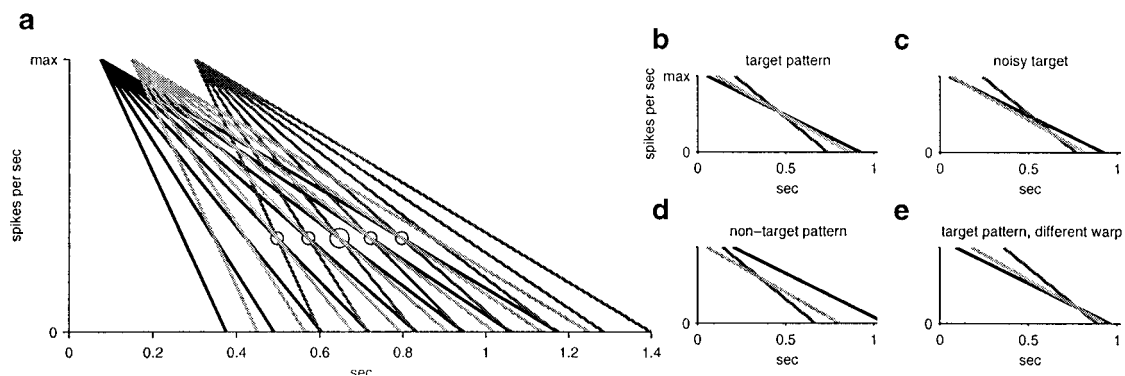 a
max
spikes per sec
0
0 0.2 0.4 0.6 0.8 1 1.2 1.4
sec
b
target pattern
max
spikes per sec
0
0 0.5 1
sec
c
noisy target
0
0 0.5 1
sec
d
non-target pattern
0
0 0.5 1
sec
e
target pattern, different warp
0
0 0.5 1
sec